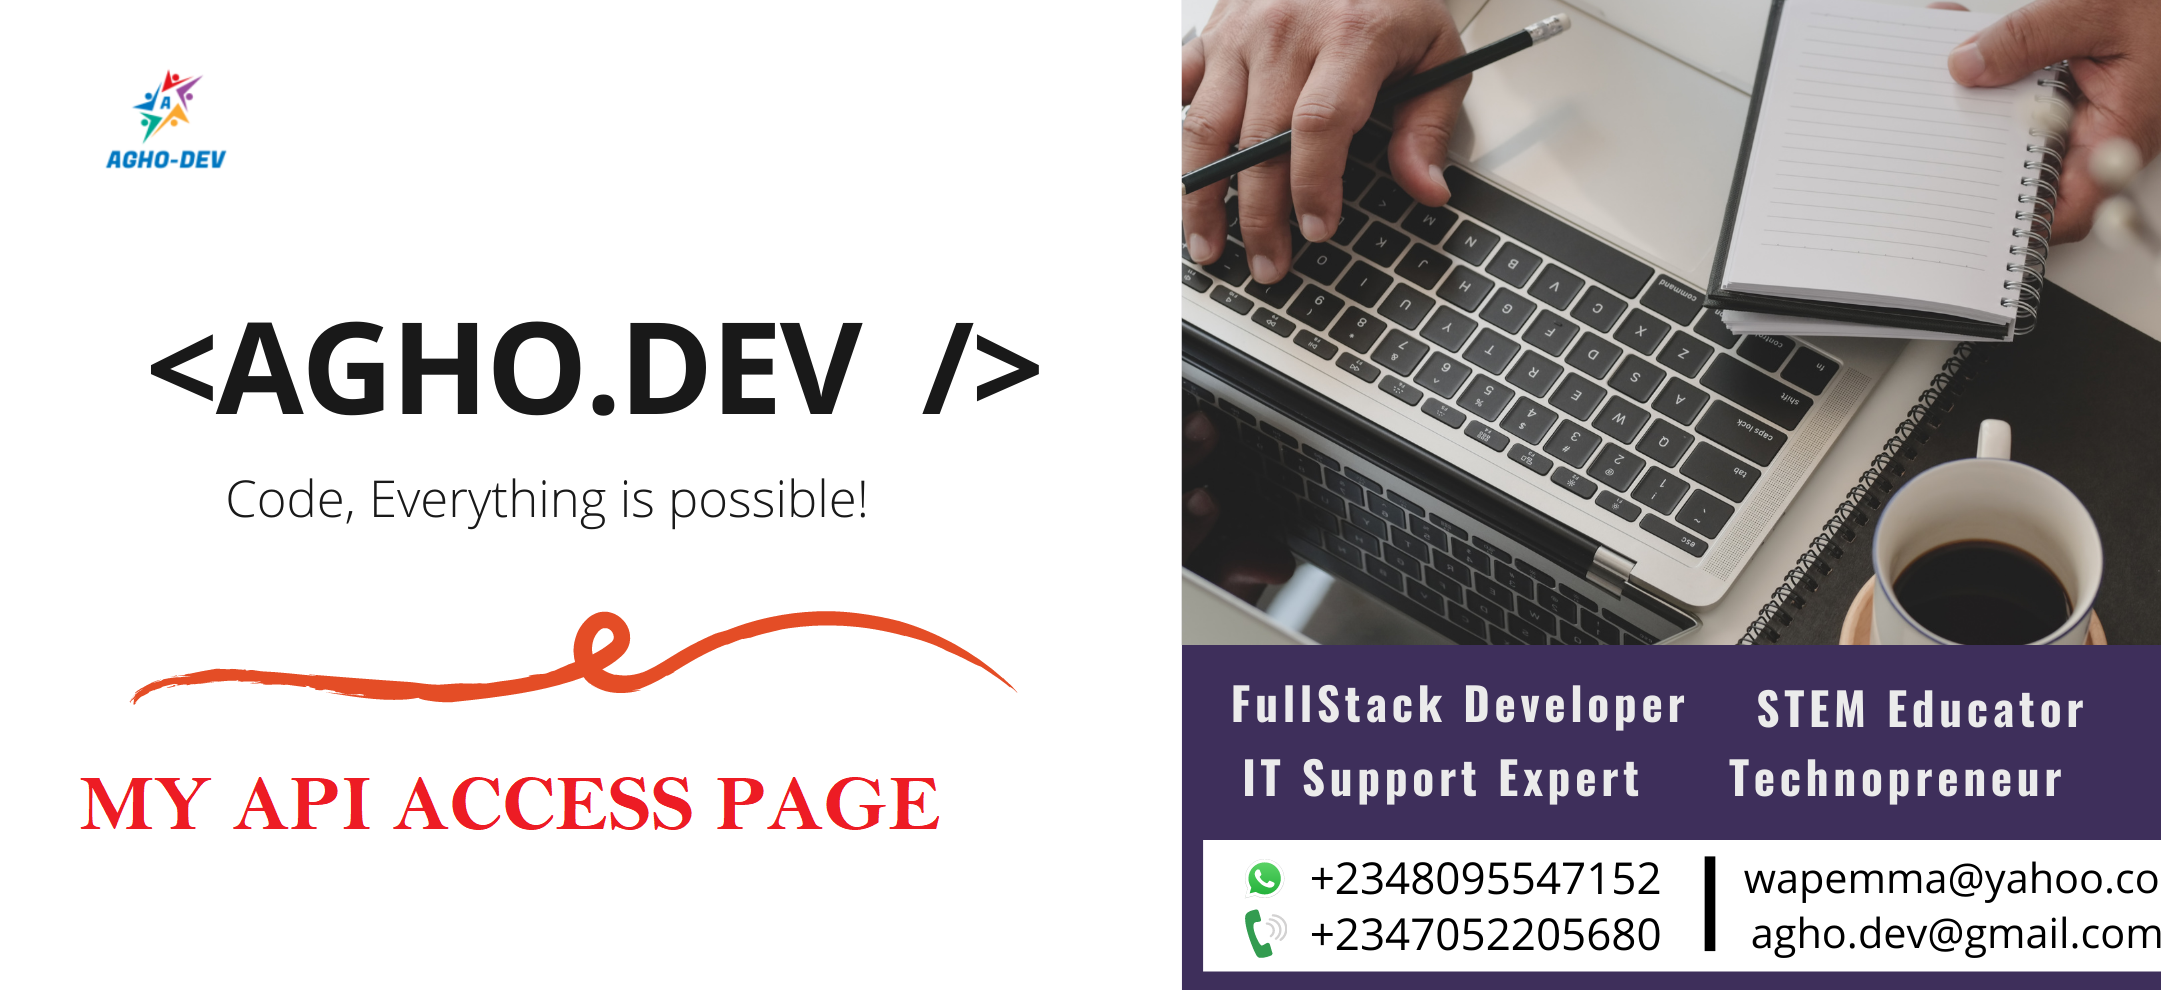 AGHO-DEV
<AGHO.DEV />
Code, Everything is possible!
MY API ACCESS PAGE
FullStack Developer
STEM Educator
IT Support Expert
Technopreneur
+2348095547152
wapemma@yahoo.co
+2347052205680
agho.dev@gmail.com